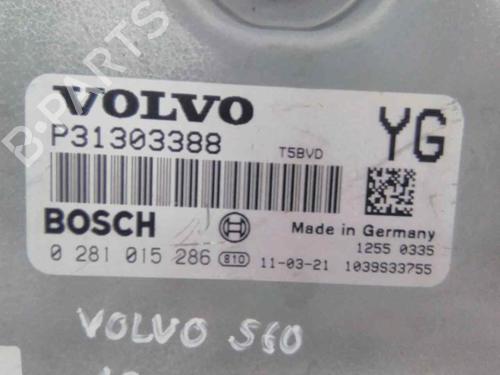 B-PARTS
VOLVO
P31303388
T5BVD
YG
BOSCH
Made in Germany
1255 0335
0 281 015 286 810 11-03-21 1039S33755
VOLVO S60